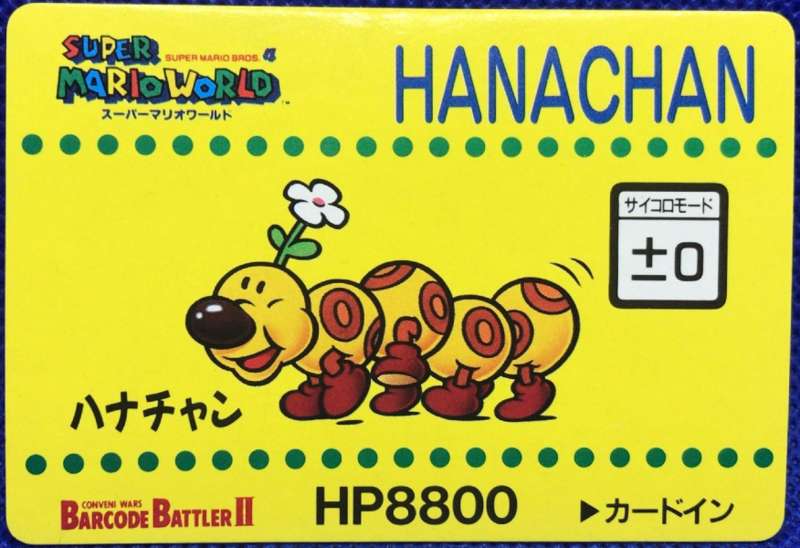 SUPER
SUPER MARIO BROS. 4
MARIO WORLD™
スーパーマリオワールド
HANACHAN
サイコロモード
±0
ハナチャン
CONVENI WARS
BARCODE BATTLER II
HP8800
▶カードイン